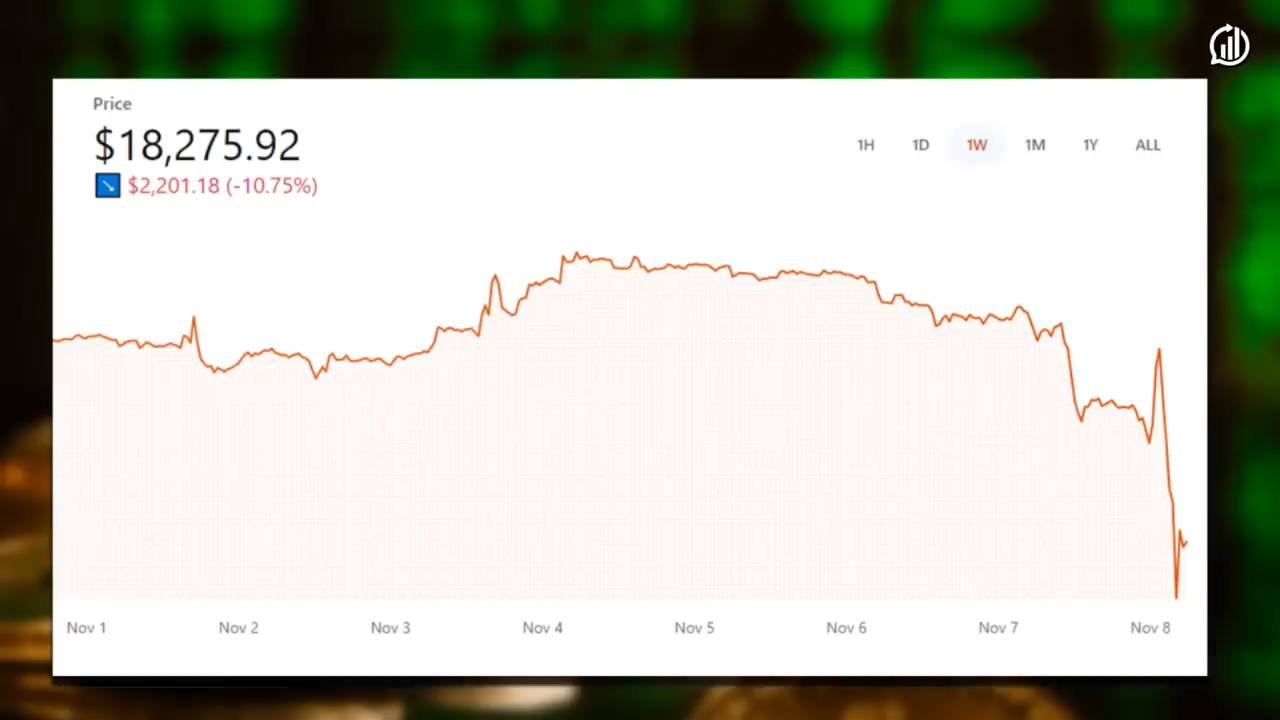 Price
$18,275.92
$2,201.18 (-10.75%)
1H 1D 1W 1M 1Y ALL
Nov 1 Nov 2 Nov 3 Nov 4 Nov 5 Nov 6 Nov 7 Nov 8